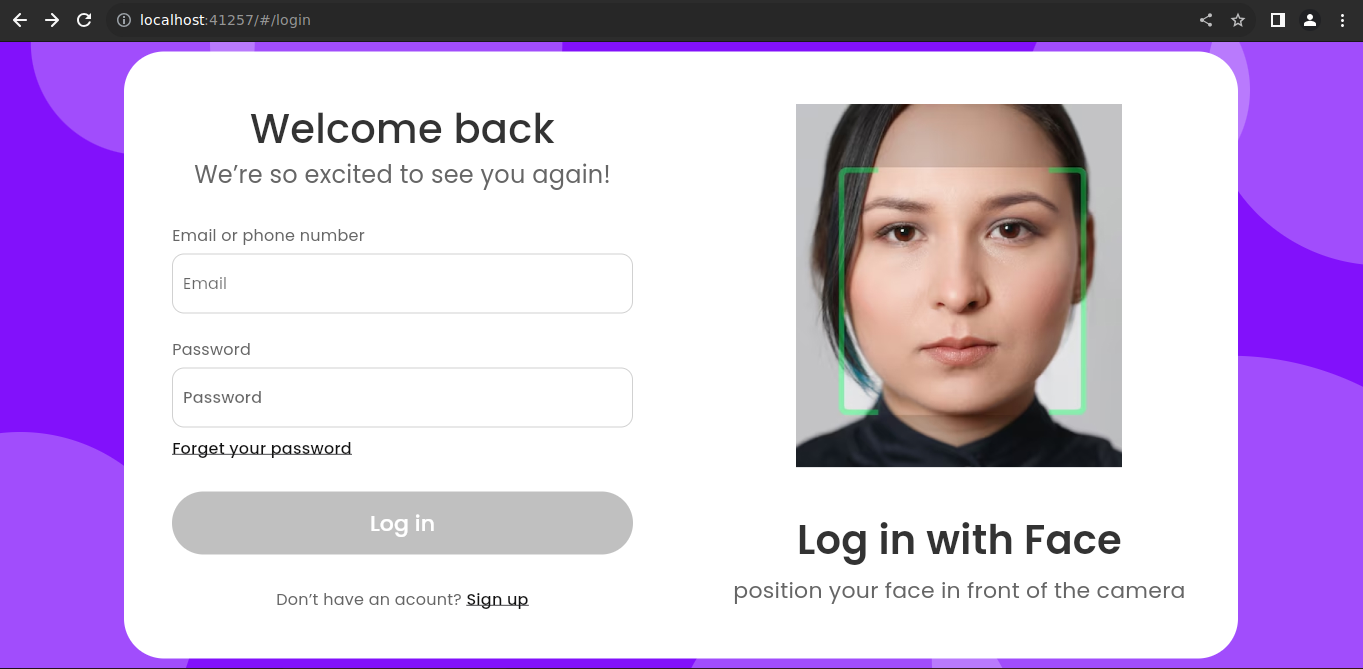 localhost:41257/#/login
Welcome back
We’re so excited to see you again!
Email or phone number
Email
Password
Password
Forget your password
Log in
Don’t have an acount? Sign up
Log in with Face
position your face in front of the camera